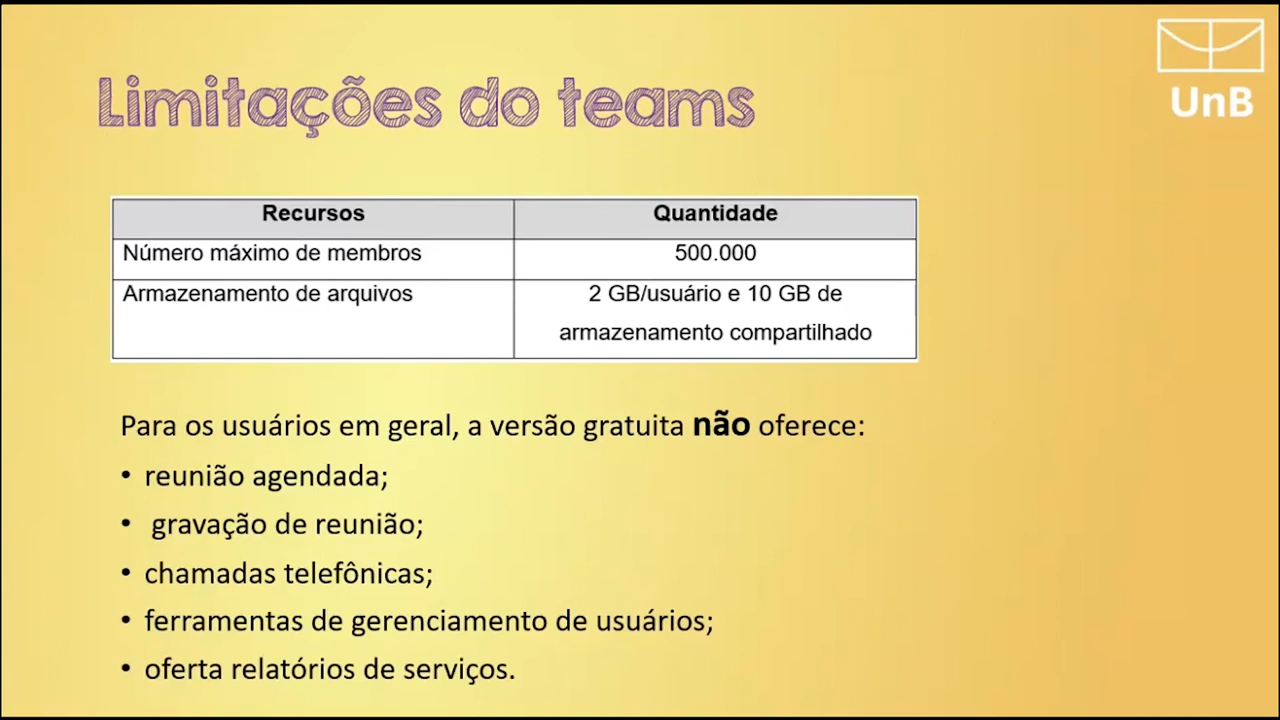 UnB
Limitações do teams
Recursos Quantidade
Número máximo de membros 500.000
Armazenamento de arquivos 2 GB/usuário e 10 GB de
armazenamento compartilhado
Para os usuários em geral, a versão gratuita não oferece:
• reunião agendada;
• gravação de reunião;
• chamadas telefônicas;
• ferramentas de gerenciamento de usuários;
• oferta relatórios de serviços.